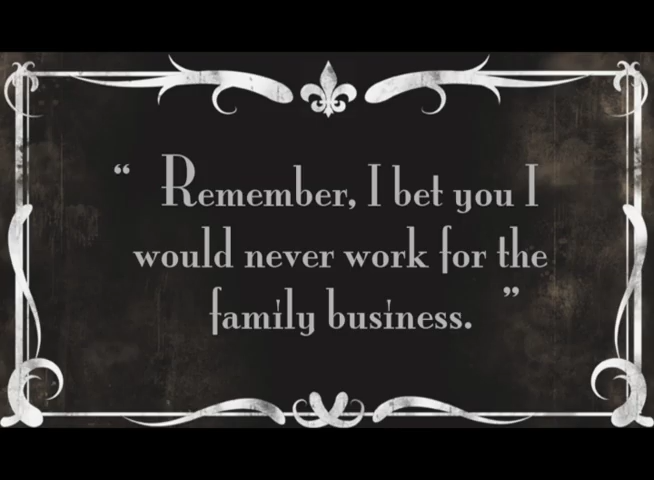 “ Remember, I bet you I
would never work for the
family business. ”